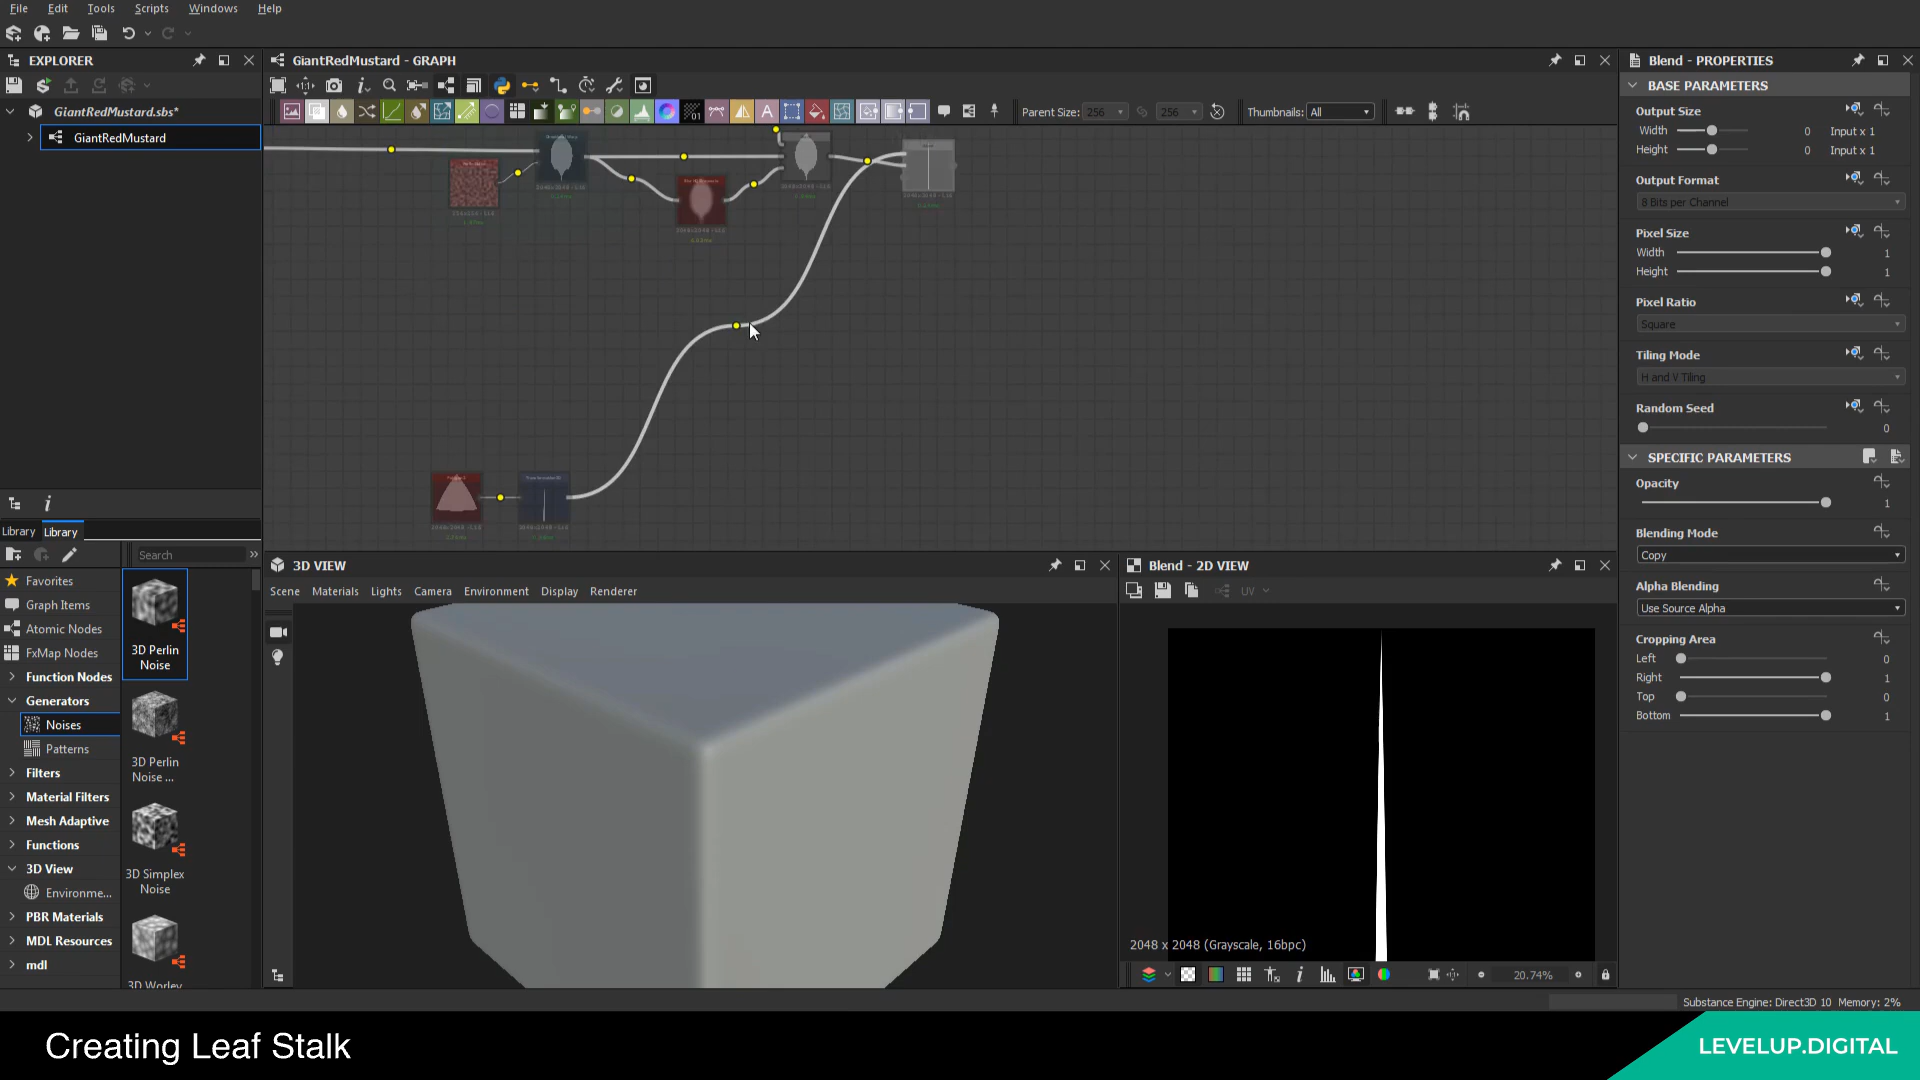 File Edit Tools Scripts Windows Help
EXPLORER
GiantRedMustard.sbs*
GiantRedMustard
GiantRedMustard - GRAPH
Parent Size: 256 256 Thumbnails: All
Library Library
Search
Favorites
Graph Items
Atomic Nodes
FxMap Nodes
Function Nodes
Generators
Noises
Patterns
Filters
Material Filters
Mesh Adaptive
Functions
3D View
Environme...
PBR Materials
MDL Resources
mdl
3D Perlin
Noise
3D Perlin
Noise ...
3D Simplex
Noise
3D Worley
3D VIEW
Scene Materials Lights Camera Environment Display Renderer
Blend - 2D VIEW
UV
2048 x 2048 (Grayscale, 16bpc)
20.74%
Blend - PROPERTIES
BASE PARAMETERS
Output Size
Width 0 Input x 1
Height 0 Input x 1
Output Format
8 Bits per Channel
Pixel Size
Width 1
Height 1
Pixel Ratio
Square
Tiling Mode
H and V Tiling
Random Seed
0
SPECIFIC PARAMETERS
Opacity
1
Blending Mode
Copy
Alpha Blending
Use Source Alpha
Cropping Area
Left 0
Right 1
Top 0
Bottom 1
Substance Engine: Direct3D 10 Memory: 2%
Creating Leaf Stalk
LEVELUP.DIGITAL